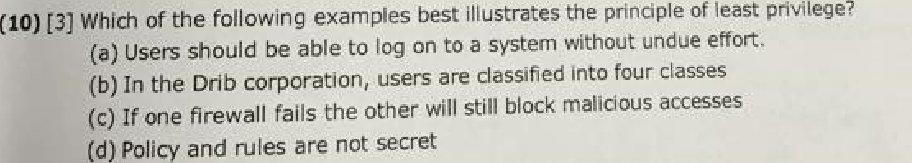 (10) [3] Which of the following examples best illustrates the principle of least privilege?
(a) Users should be able to log on to a system without undue effort.
(b) In the Drib corporation, users are classified into four classes
(c) If one firewall fails the other will still block malicious accesses
(d) Policy and rules are not secret